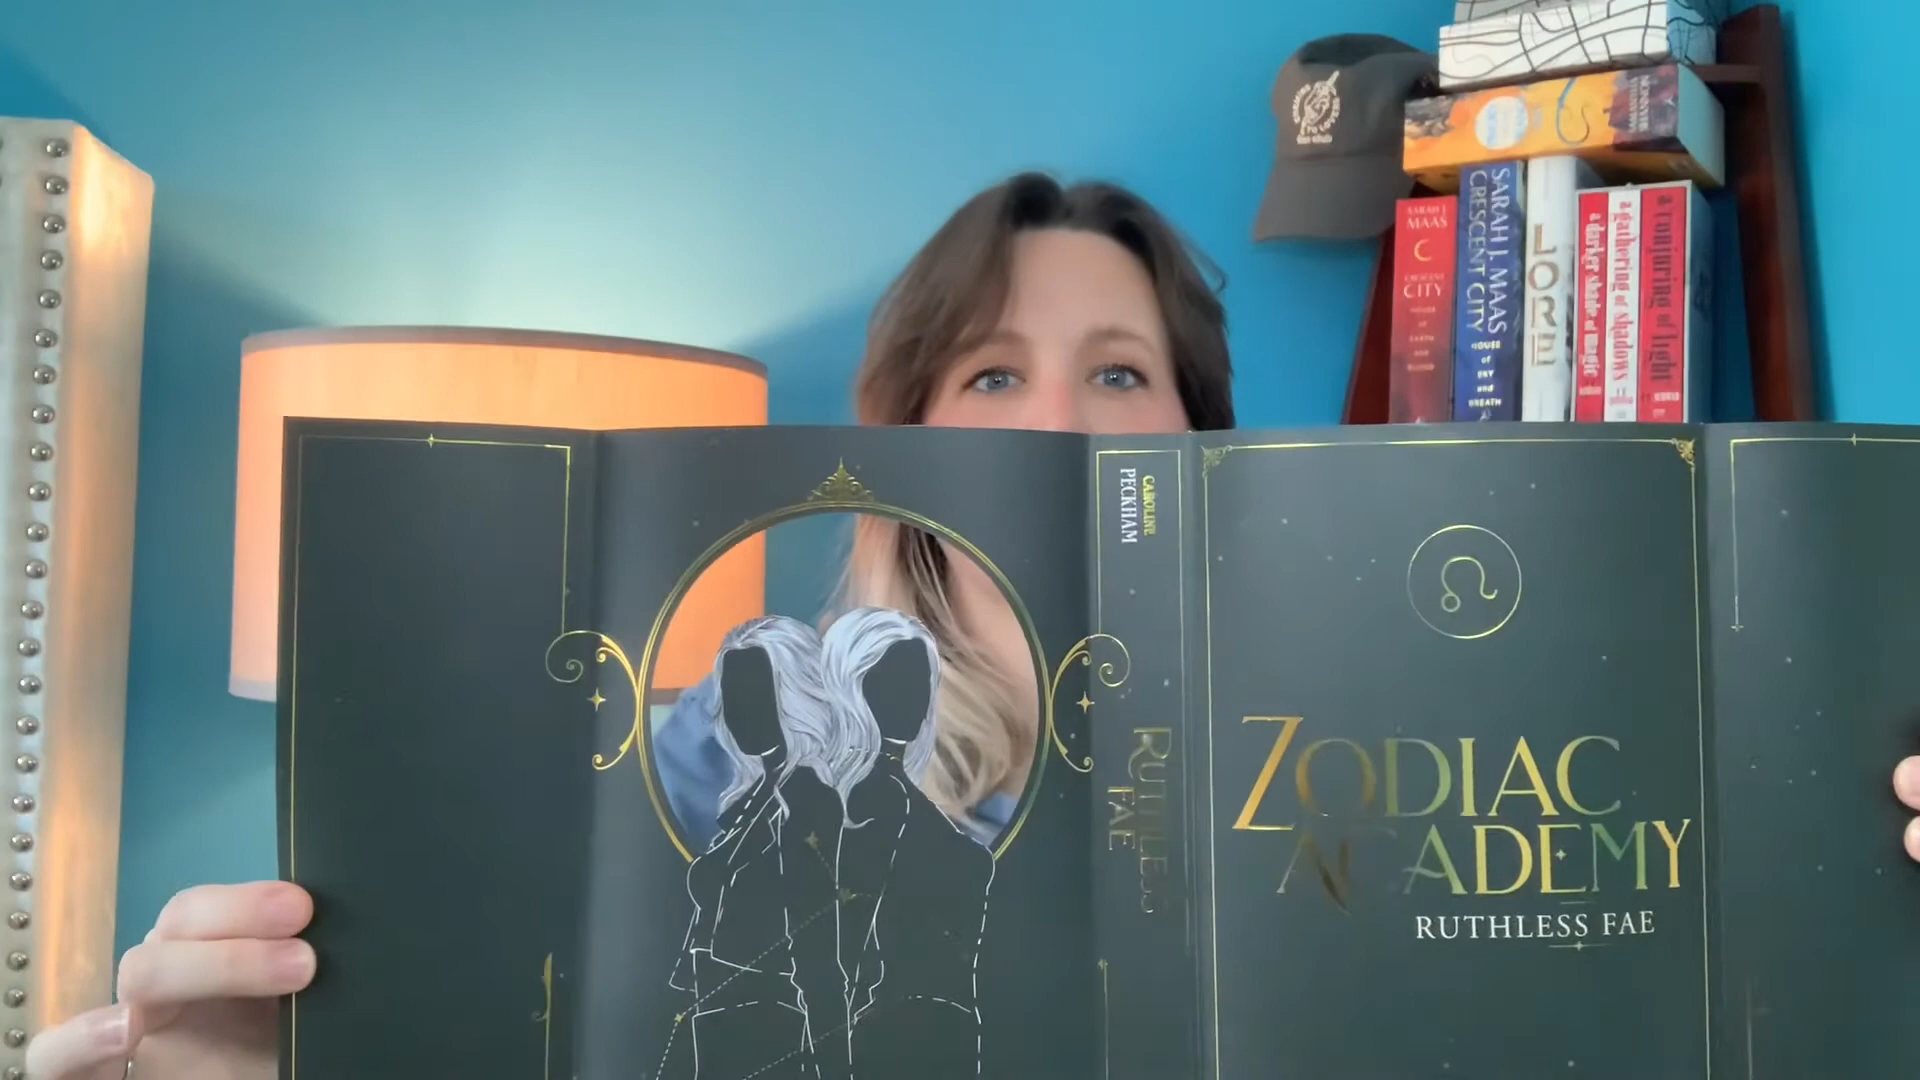 SARAH J.
MAAS
CRESCENT
CITY
HOUSE
of
EARTH
AND
BLOOD
SARAH J. MAAS
CRESCENT CITY
HOUSE
of
SKY
and
BREATH
LORE
a darker shade of magic
a gathering of shadows
a conjuring of light
CAROLINE
PECKHAM
RUTHLESS
FAE
ZODIAC
ACADEMY
RUTHLESS FAE